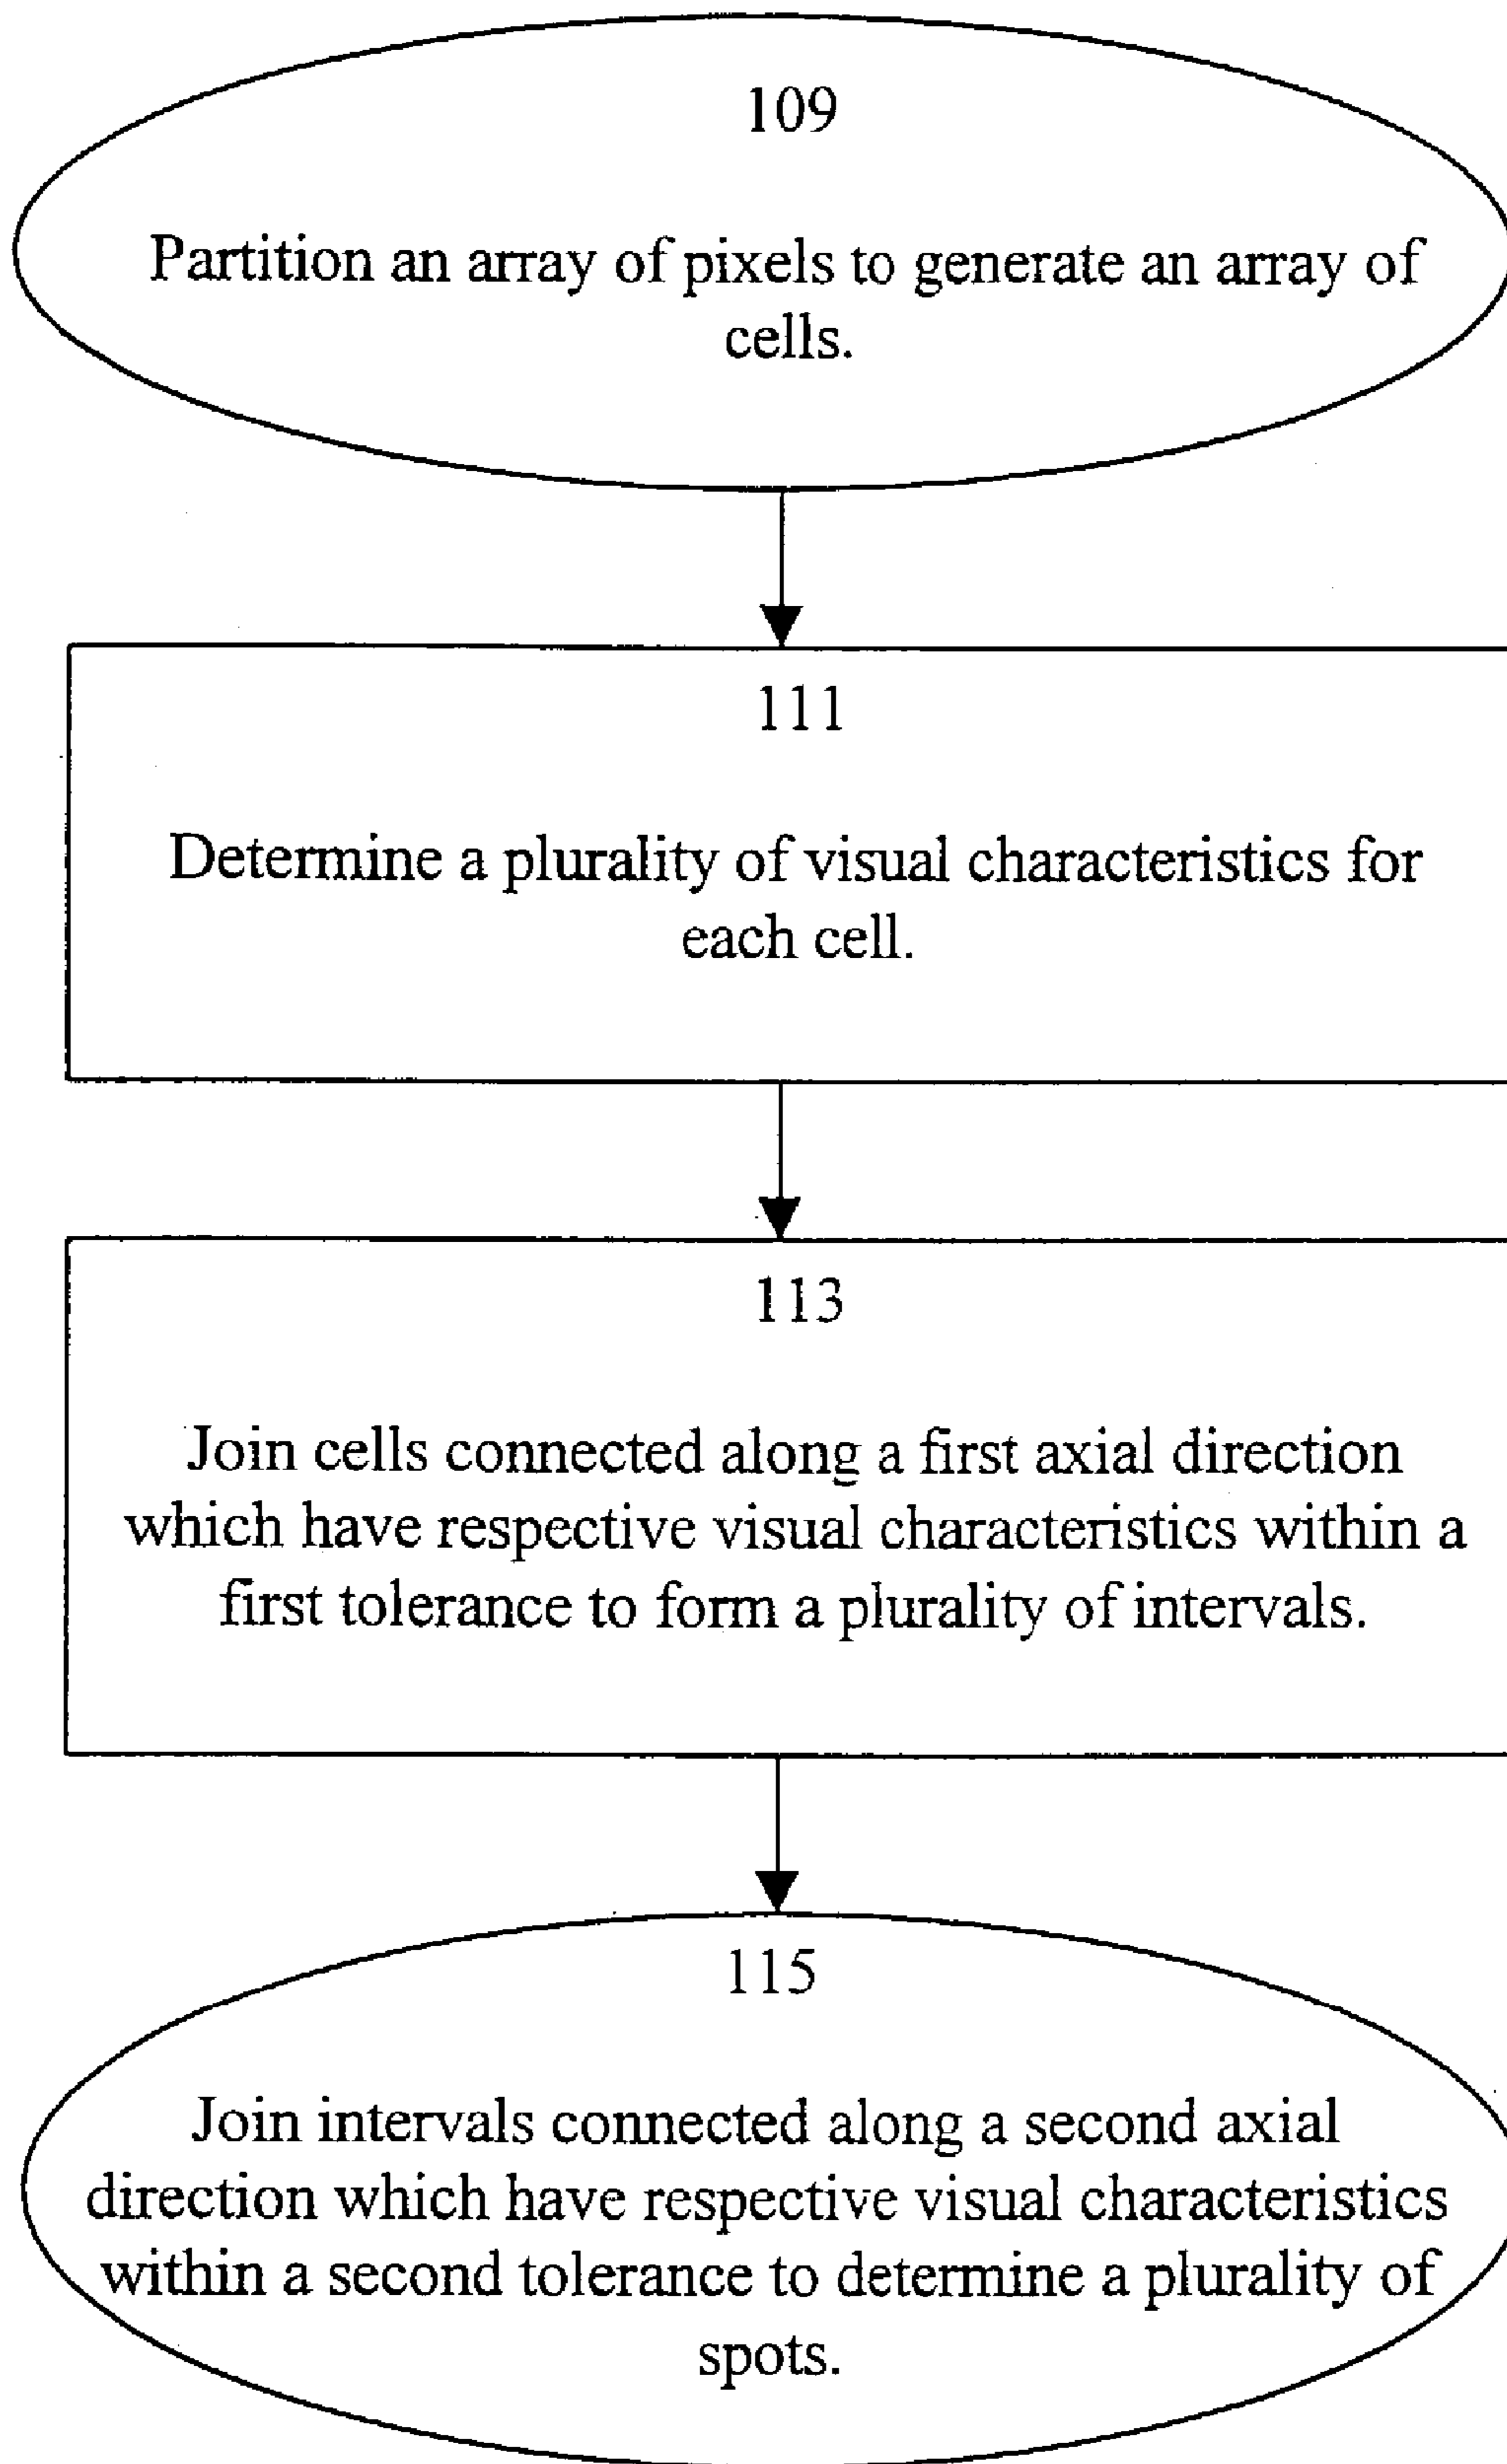 109
Partition an array of pixels to generate an array of
cells.
111
Determine a plurality of visual characteristics for
each cell.
113
Join cells connected along a first axial direction
which have respective visual characteristics within a
first tolerance to form a plurality of intervals.
115
Join intervals connected along a second axial
direction which have respective visual characteristics
within a second tolerance to determine a plurality of
spots.